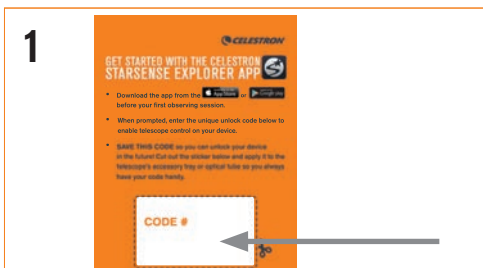 1
CELESTRON
GET STARTED WITH THE CELESTRON
STARSENSE EXPLORER APP
• Download the app from the App Store or Google play
before your first observing session.
• When prompted, enter the unique unlock code below to
enable telescope control on your device.
• SAVE THIS CODE so you can unlock your device
in the future! Cut out the sticker below and apply it to the
telescope's accessory tray or optical tube so you always
have your code handy.
CODE #